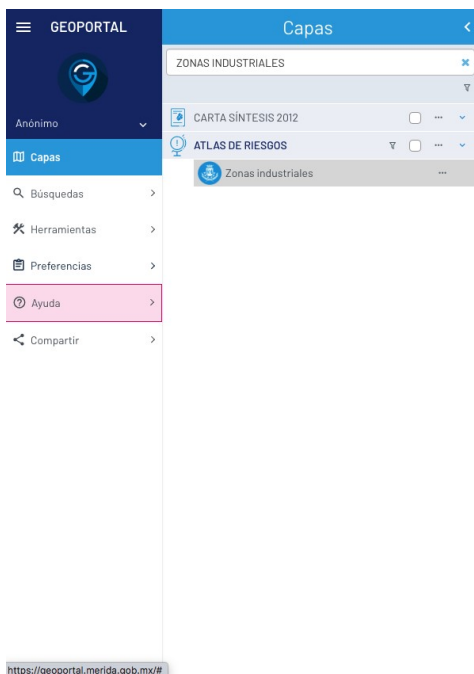 GEOPORTAL
Anónimo
Capas
Búsquedas
Herramientas
Preferencias
Ayuda
Compartir
Capas
ZONAS INDUSTRIALES
CARTA SÍNTESIS 2012
ATLAS DE RIESGOS
Zonas industriales
https://geoportal.merida.gob.mx/#